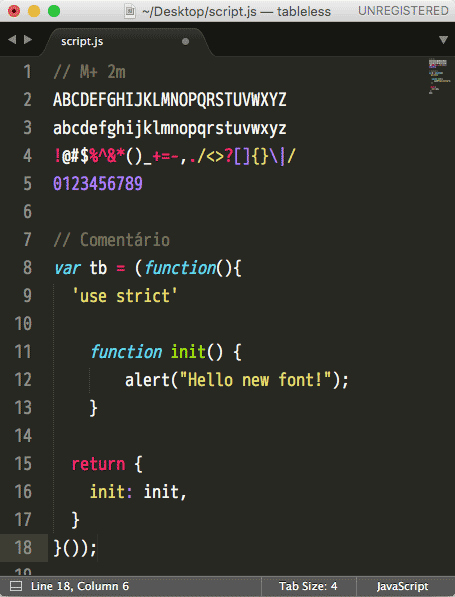 ~/Desktop/script.js — tableless UNREGISTERED
script.js
1 // M+ 2m
2 ABCDEFGHIJKLMNOPQRSTUVWXYZ
3 abcdefghijklmnopqrstuvwxyz
4 !@#$%^&*()_+=-,./<>?[]{}\|/
5 0123456789
6
7 // Comentário
8 var tb = (function(){
9   'use strict'
10
11     function init() {
12         alert("Hello new font!");
13     }
14
15   return {
16     init: init,
17   }
18 }());
19
Line 18, Column 6 Tab Size: 4 JavaScript